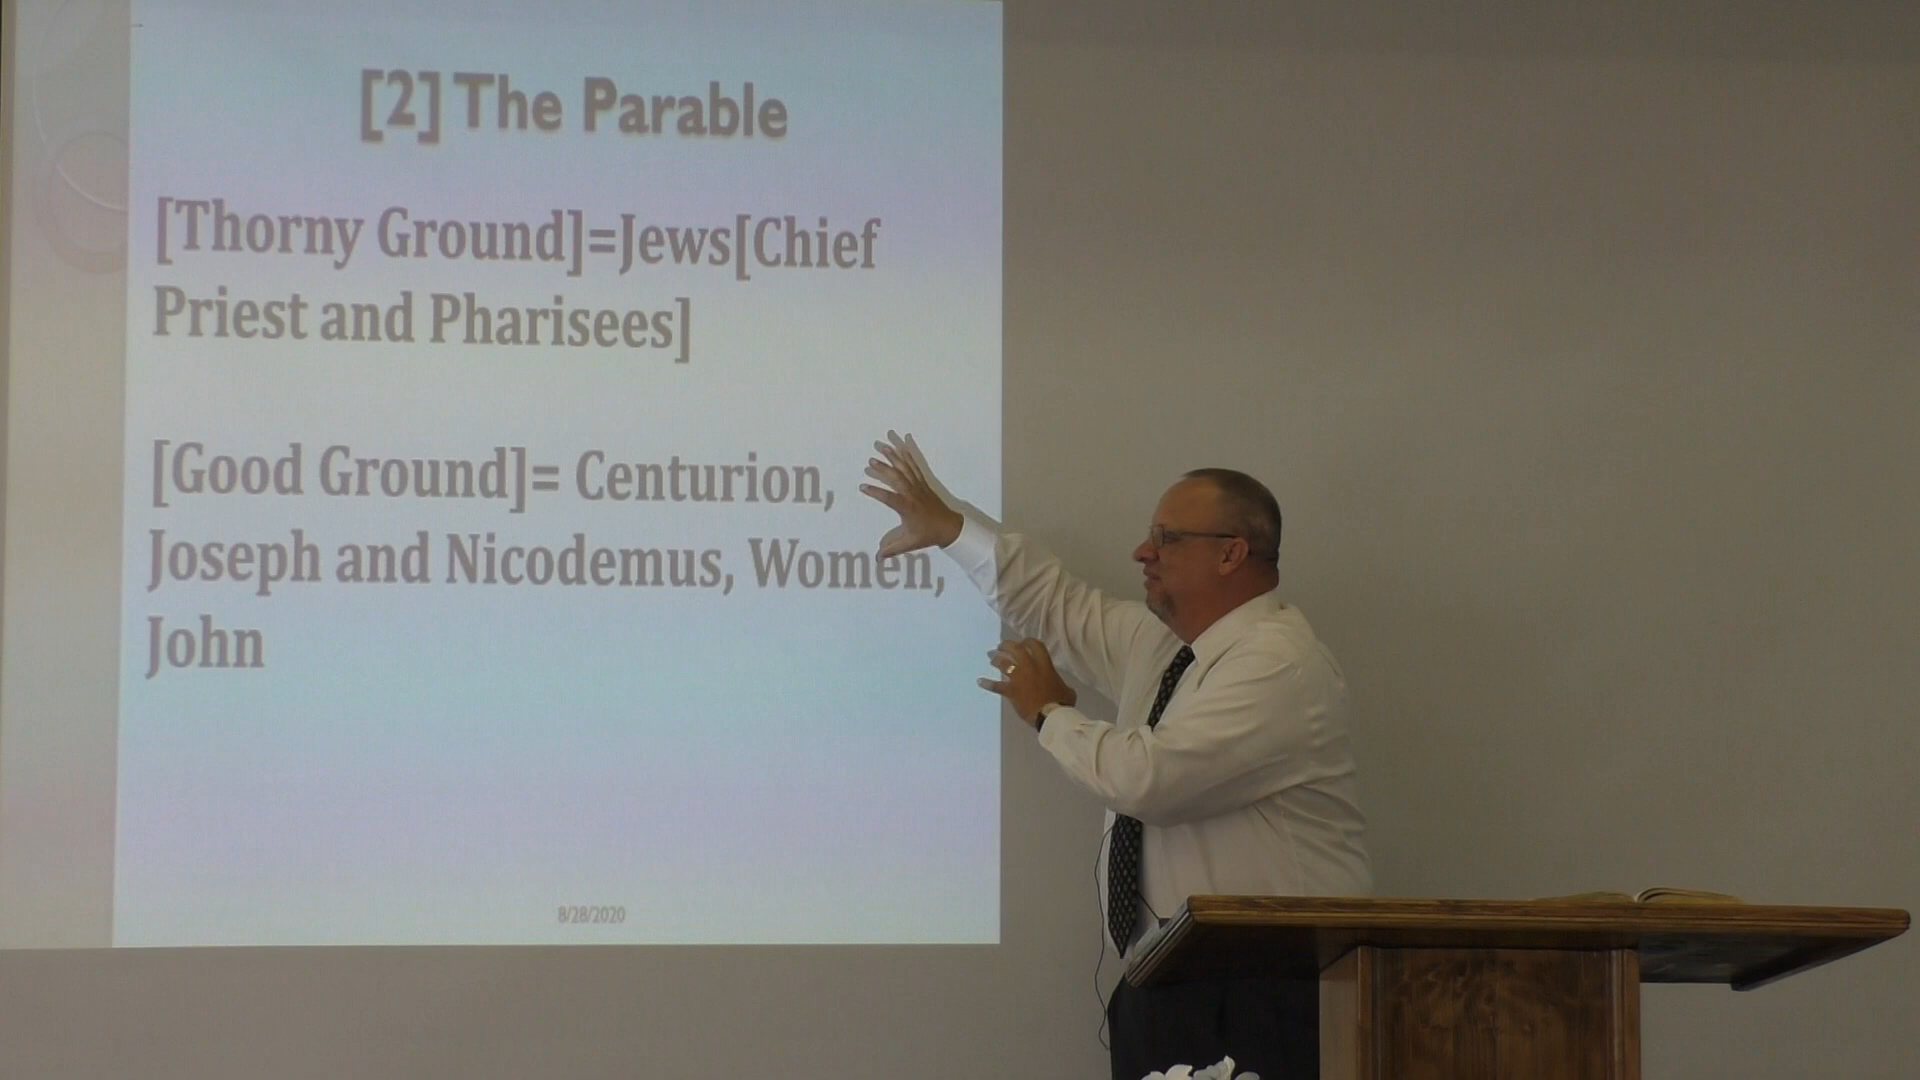 [2] The Parable
[Thorny Ground]=Jews[Chief
Priest and Pharisees]
[Good Ground]= Centurion,
Joseph and Nicodemus, Women,
John
8/28/2020